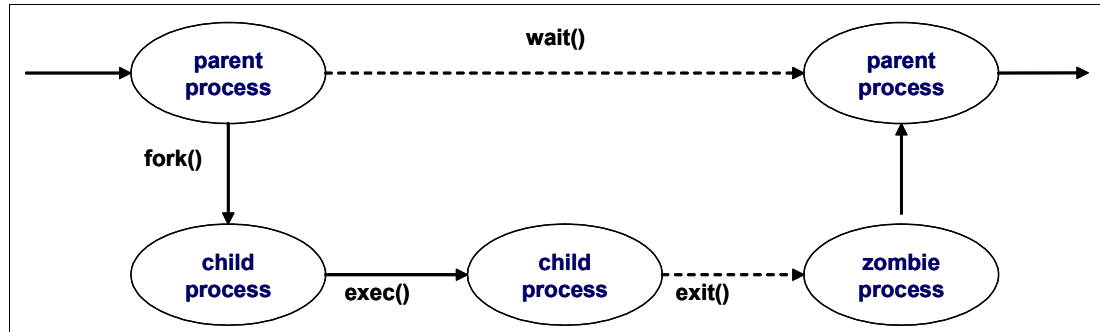 wait()
parent
process
parent
process
fork()
child
process
exec()
child
process
exit()
zombie
process